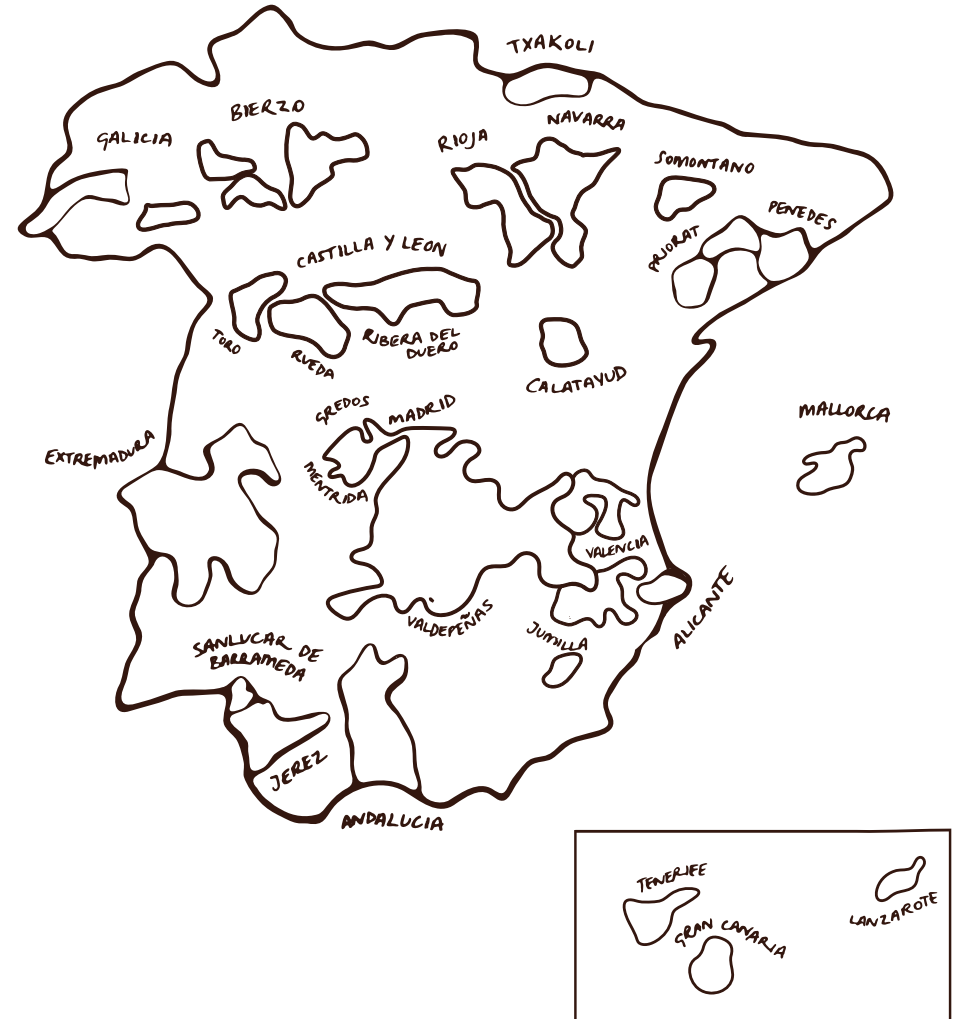 TXAKOLI
BIERZO
NAVARRA
GALICIA
RIOJA
SOMONTANO
PENEDES
PRIORAT
CASTILLA Y LEON
TORO
RUEDA
RIBERA DEL
DUERO
CALATAYUD
GREDOS
MADRID
MALLORCA
EXTREMADURA
MENTRIDA
VALENCIA
ALICANTE
VALDEPEÑAS
JUMILLA
SANLUCAR DE
BARRAMEDA
JEREZ
ANDALUCIA
TENERIFE
GRAN CANARIA
LANZAROTE